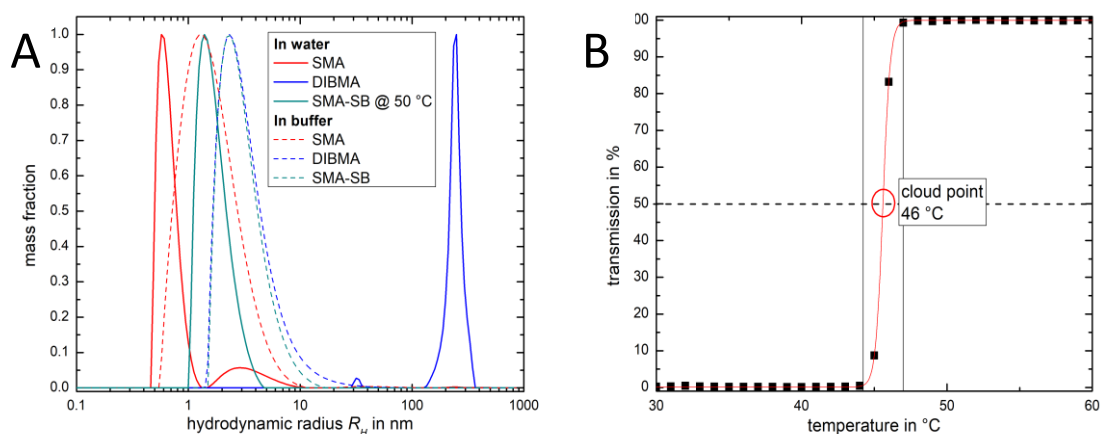 A
1.0
0.9
0.8
0.7
0.6
0.5
0.4
0.3
0.2
0.1
0.0
mass fraction
In water
SMA
DIBMA
SMA-SB @ 50 °C
In buffer
SMA
DIBMA
SMA-SB
0.1
1
10
100
1000
hydrodynamic radius R_H in nm
B
00
90
80
70
60
50
40
30
20
10
0
transmission in %
cloud point
46 °C
30
40
50
60
temperature in °C